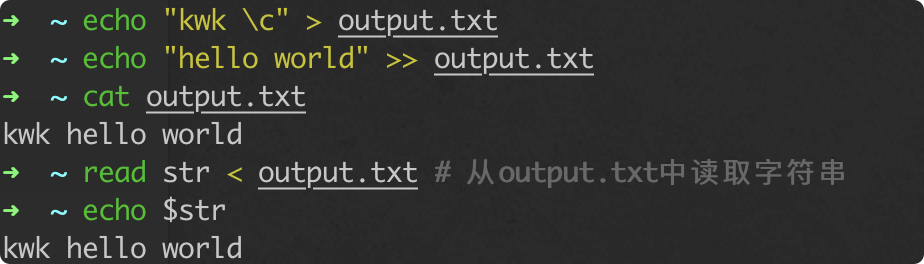 ➜  ~ echo "kwk \c" > output.txt
➜  ~ echo "hello world" >> output.txt
➜  ~ cat output.txt
kwk hello world
➜  ~ read str < output.txt # 从output.txt中读取字符串
➜  ~ echo $str
kwk hello world